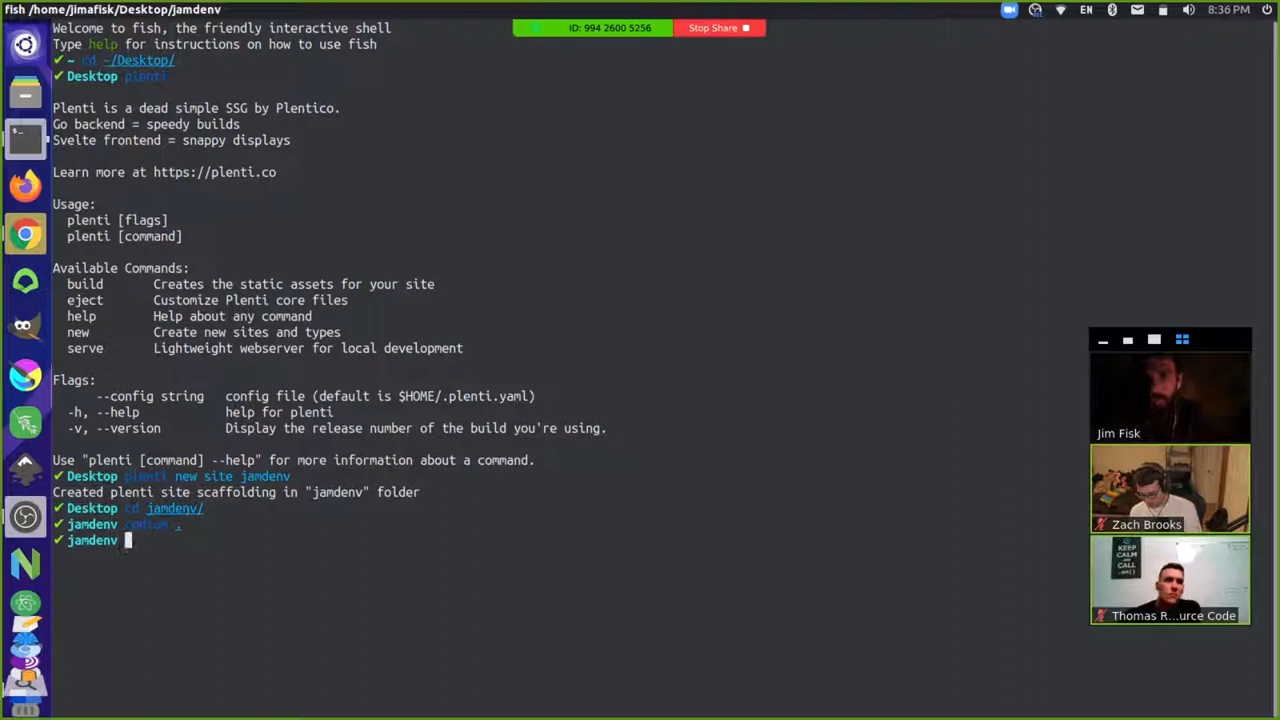 fish /home/jimafisk/Desktop/jamdenv
EN
8:36 PM
ID: 994 2600 5256
Stop Share
Welcome to fish, the friendly interactive shell
Type help for instructions on how to use fish
✔ ~ cd ~/Desktop/
✔ Desktop plenti
Plenti is a dead simple SSG by Plentico.
Go backend = speedy builds
Svelte frontend = snappy displays
Learn more at https://plenti.co
Usage:
plenti [flags]
plenti [command]
Available Commands:
build Creates the static assets for your site
eject Customize Plenti core files
help Help about any command
new Create new sites and types
serve Lightweight webserver for local development
Flags:
--config string config file (default is $HOME/.plenti.yaml)
-h, --help help for plenti
-v, --version Display the release number of the build you're using.
Use "plenti [command] --help" for more information about a command.
✔ Desktop plenti new site jamdenv
Created plenti site scaffolding in "jamdenv" folder
✔ Desktop cd jamdenv/
✔ jamdenv codium .
✔ jamdenv
Jim Fisk
Zach Brooks
KEEP
CALM
AND
CALL
Thomas R...urce Code